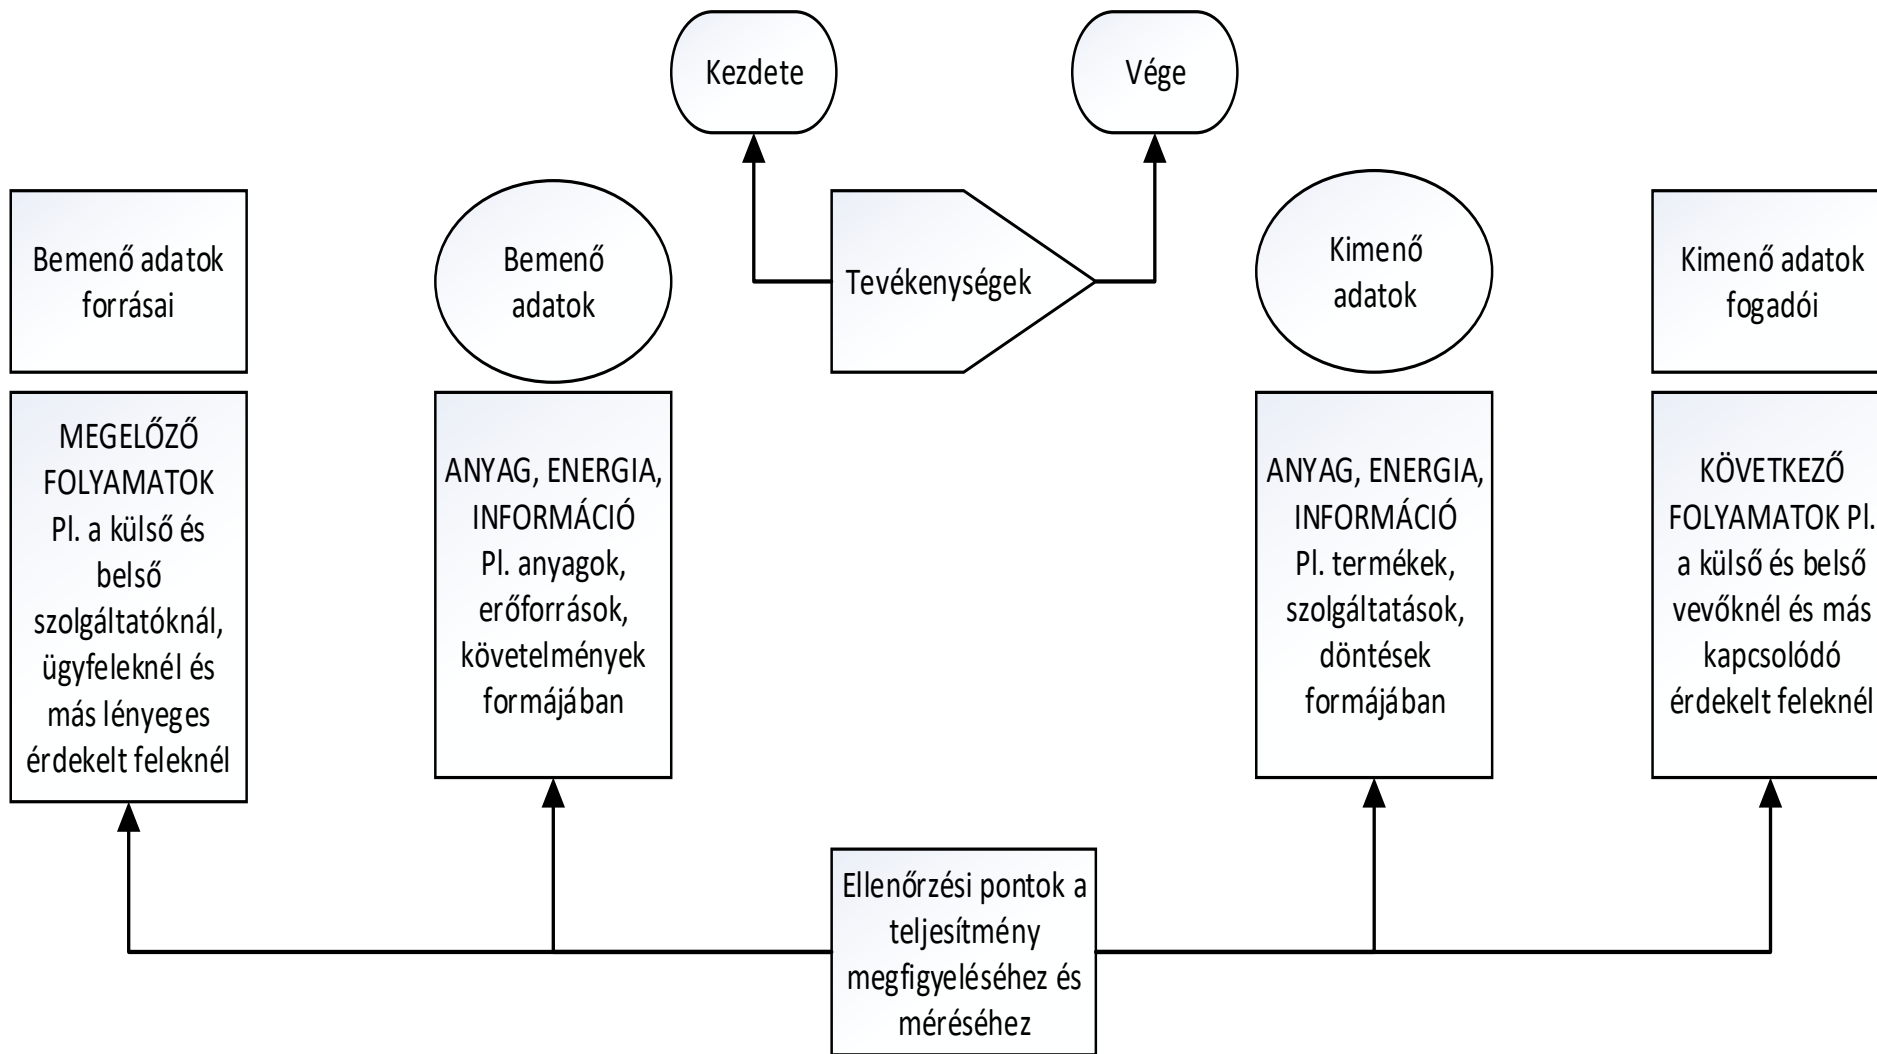 Kezdete
Vége
Bemenő adatok
forrásai
Bemenő
adatok
Tevékenységek
Kimenő
adatok
Kimenő adatok
fogadói
MEGELŐZŐ
FOLYAMATOK
Pl. a külső és
belső
szolgáltatóknál,
ügyfeleknél és
más lényeges
érdekelt feleknél
ANYAG, ENERGIA,
INFORMÁCIÓ
Pl. anyagok,
erőforrások,
követelmények
formájában
ANYAG, ENERGIA,
INFORMÁCIÓ
Pl. termékek,
szolgáltatások,
döntések
formájában
KÖVETKEZŐ
FOLYAMATOK Pl.
a külső és belső
vevőknél és más
kapcsolódó
érdekelt feleknél
Ellenőrzési pontok a
teljesítmény
megfigyeléséhez és
méréséhez